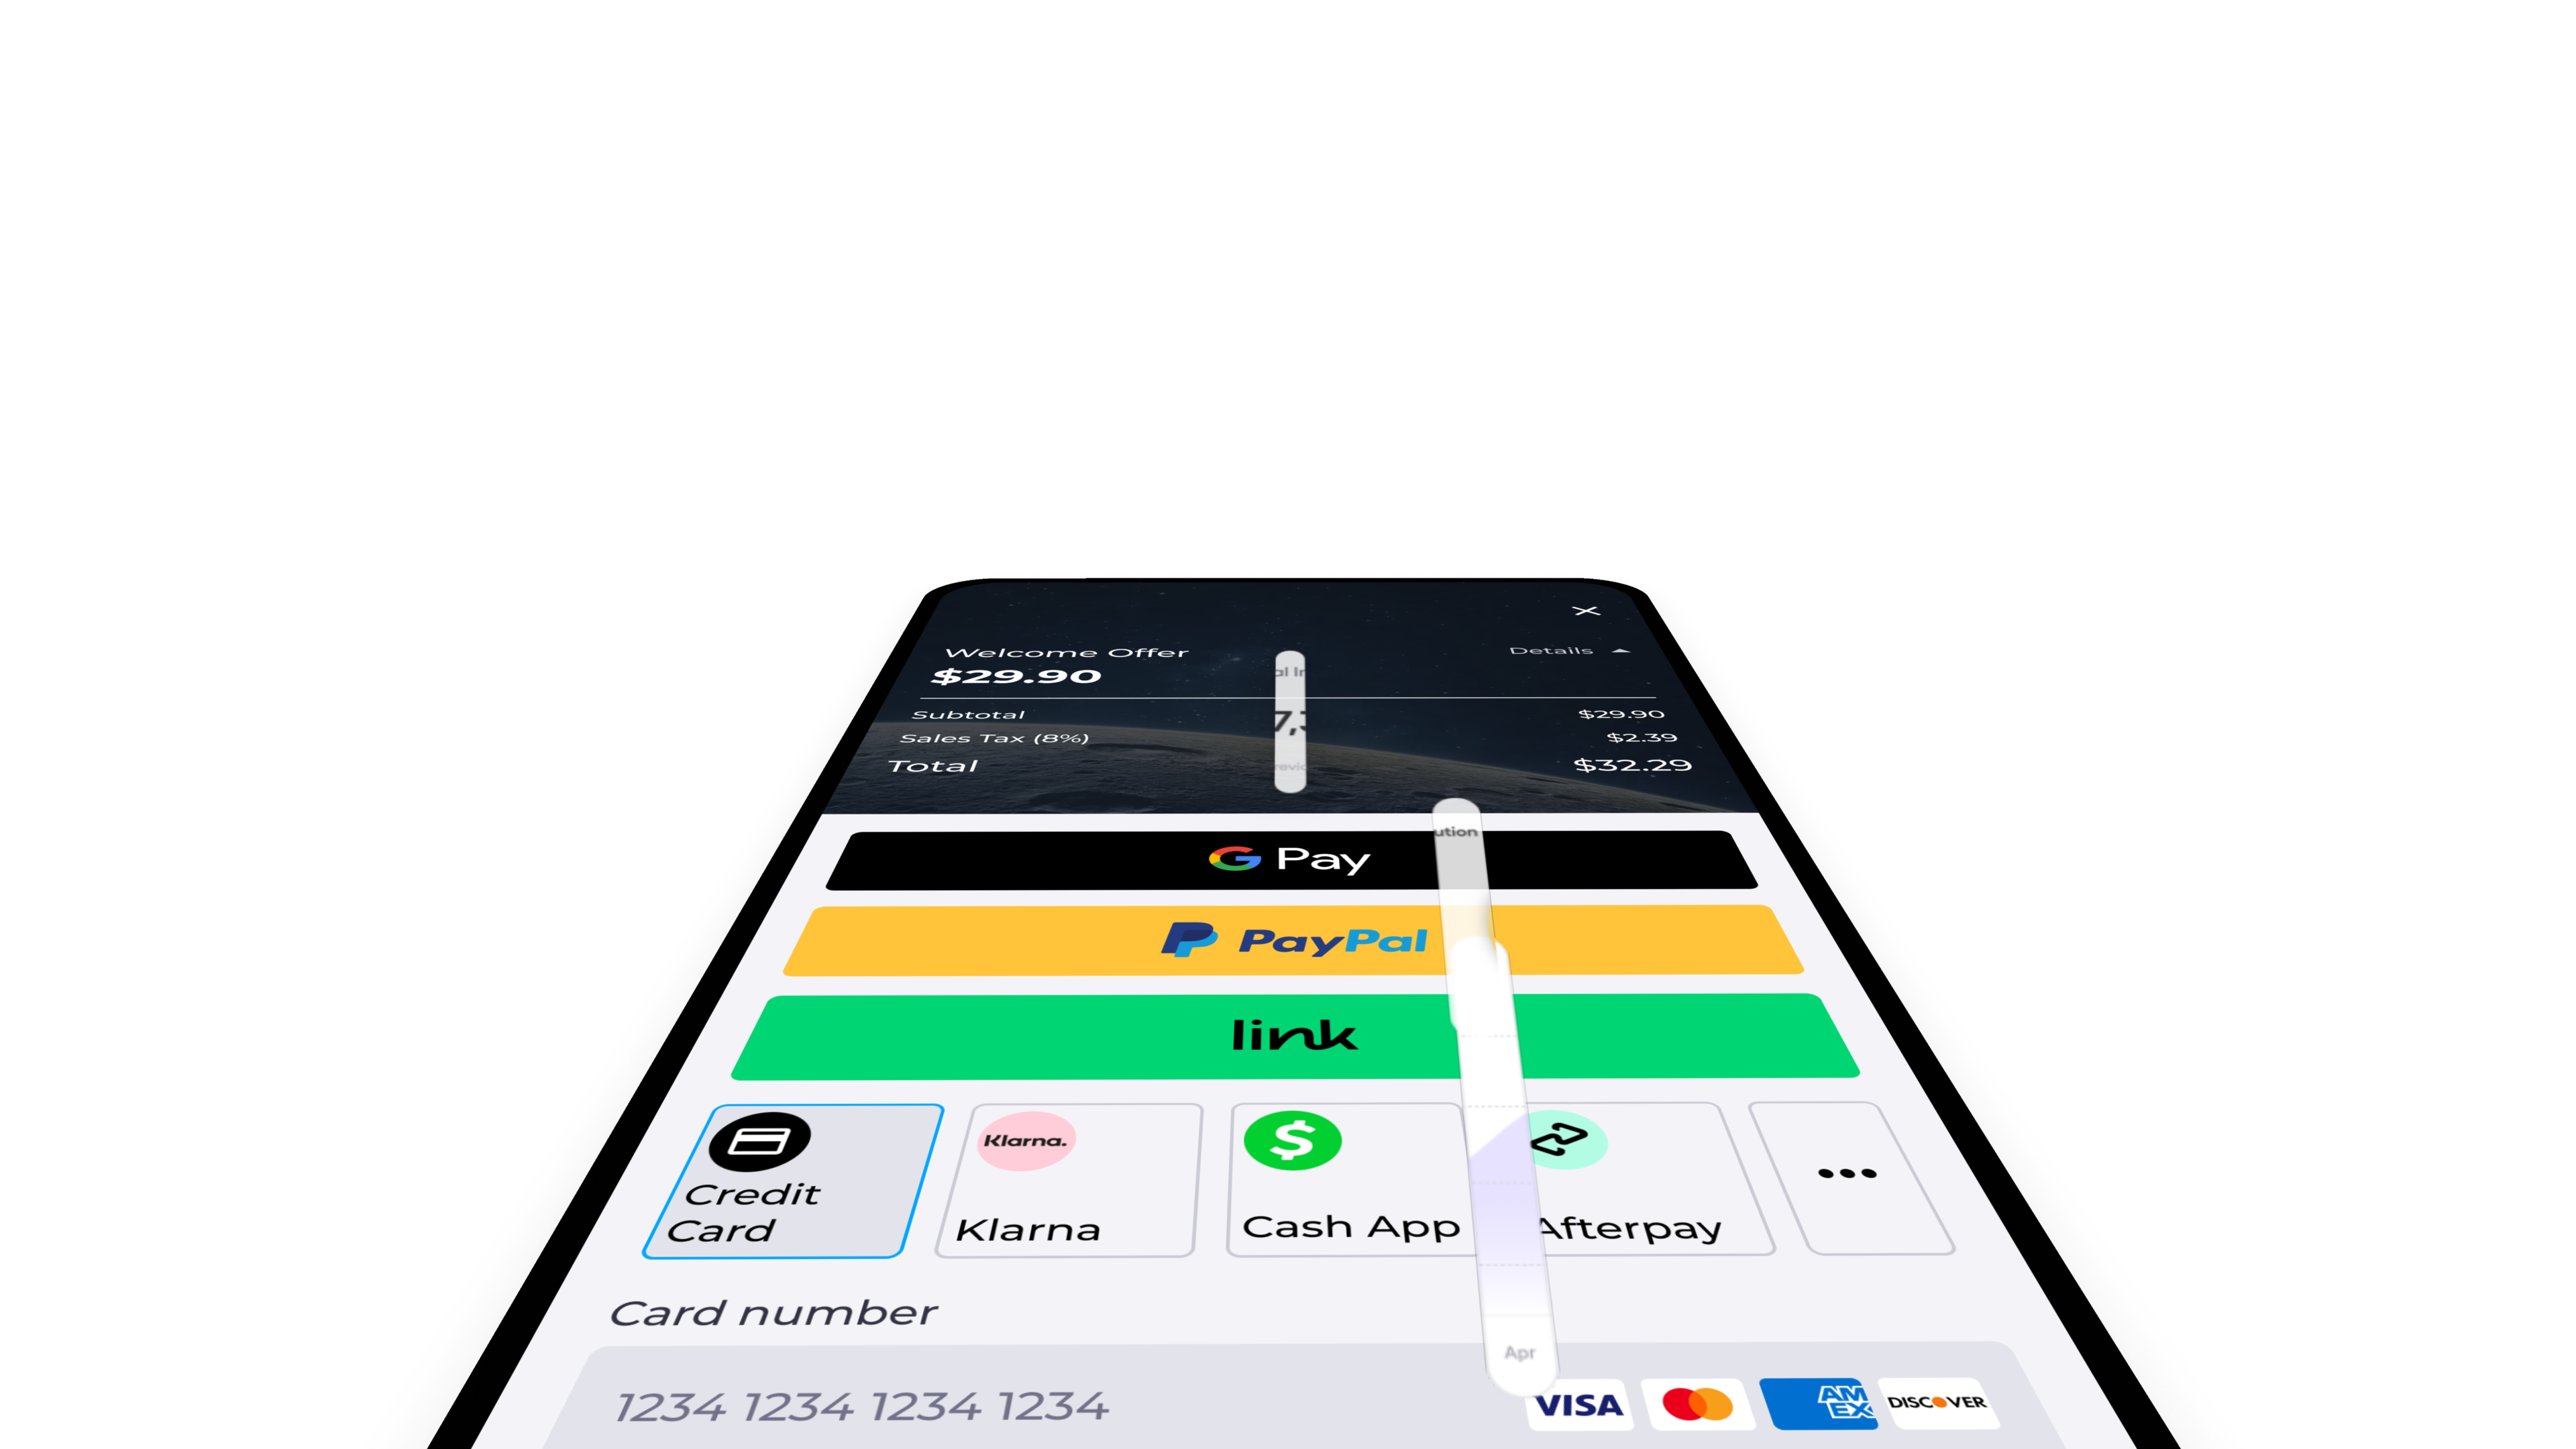 Welcome Offer
Details
$29.90
Subtotal
$29.90
Sales Tax (8%)
$2.39
Total
$32.29
G Pay
PayPal
link
Credit
Card
Klarna.
Klarna
Cash App
Afterpay
Card number
Apr
1234 1234 1234 1234
VISA
AM
EX
DISCOVER